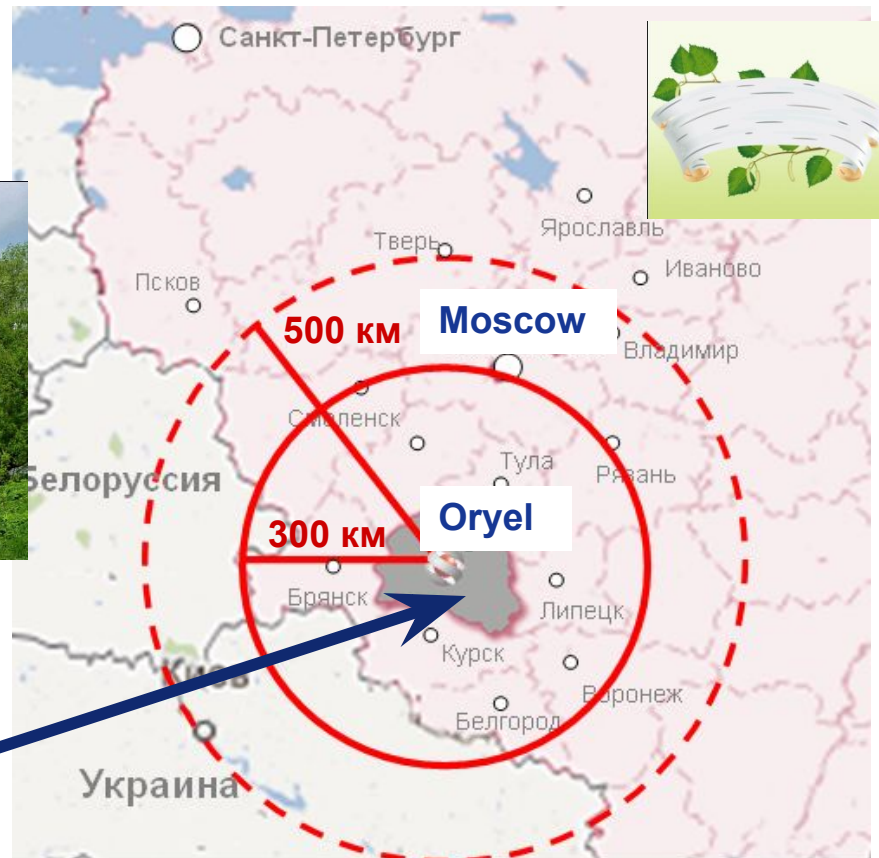 Санкт-Петербург
Ярославль
Тверь
Иваново
Псков
500 км
Moscow
Владимир
Смоленск
Тула
Рязань
Белоруссия
Oryel
300 км
Брянск
Липецк
Курск
Киев
Воронеж
Белгород
Украина